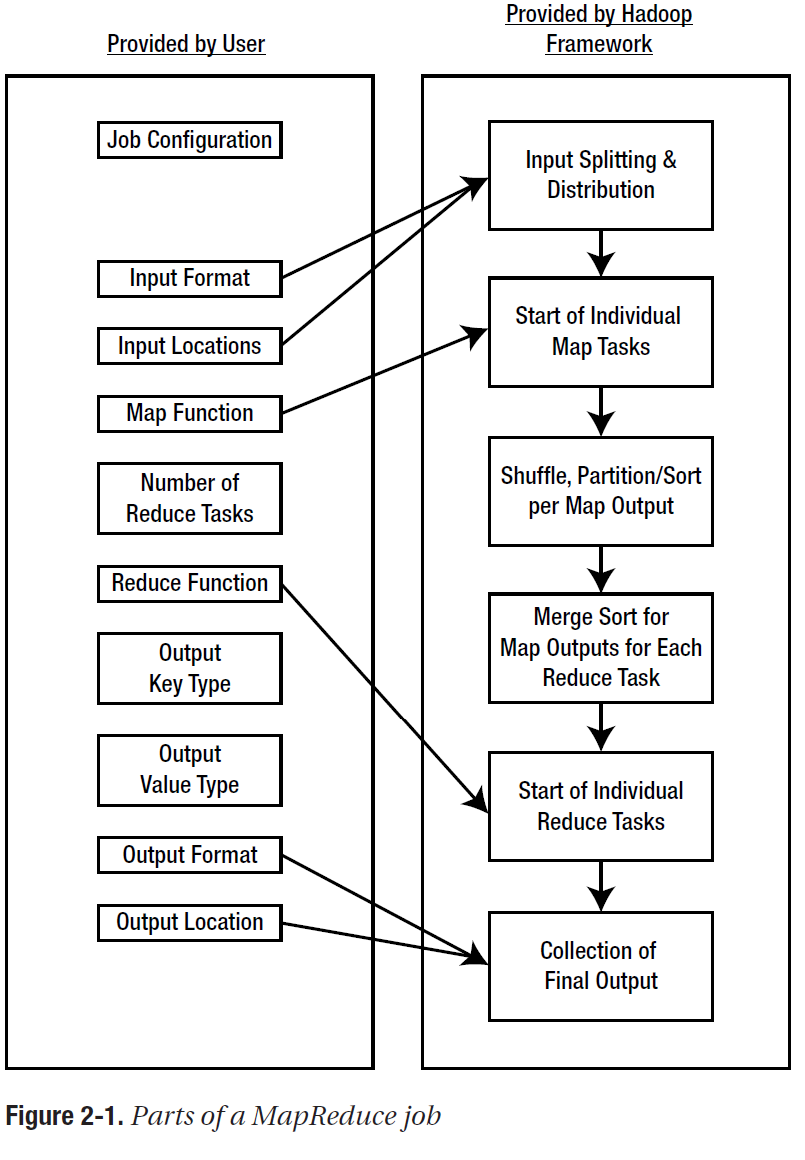 Provided by User
Job Configuration
Input Format
Input Locations
Map Function
Number of
Reduce Tasks
Reduce Function
Output
Key Type
Output
Value Type
Output Format
Output Location
Provided by Hadoop
Framework
Input Splitting &
Distribution
Start of Individual
Map Tasks
Shuffle, Partition/Sort
per Map Output
Merge Sort for
Map Outputs for Each
Reduce Task
Start of Individual
Reduce Tasks
Collection of
Final Output
Figure 2-1. Parts of a MapReduce job